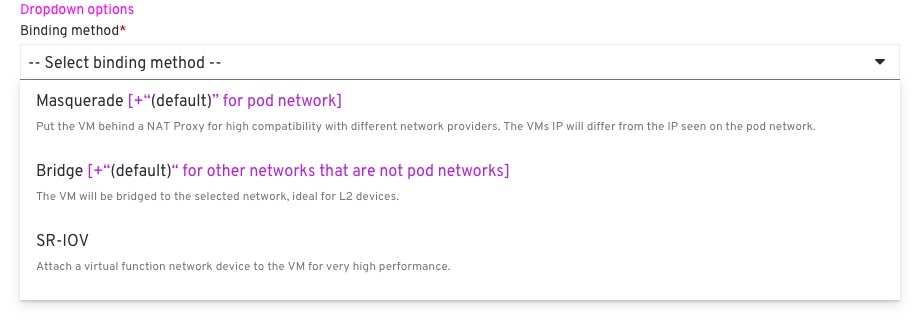 Dropdown options
Binding method*
-- Select binding method --
Masquerade [+“(default)” for pod network]
Put the VM behind a NAT Proxy for high compatibility with different network providers. The VMs IP will differ from the IP seen on the pod network.
Bridge [+“(default)“ for other networks that are not pod networks]
The VM will be bridged to the selected network, ideal for L2 devices.
SR-IOV
Attach a virtual function network device to the VM for very high performance.